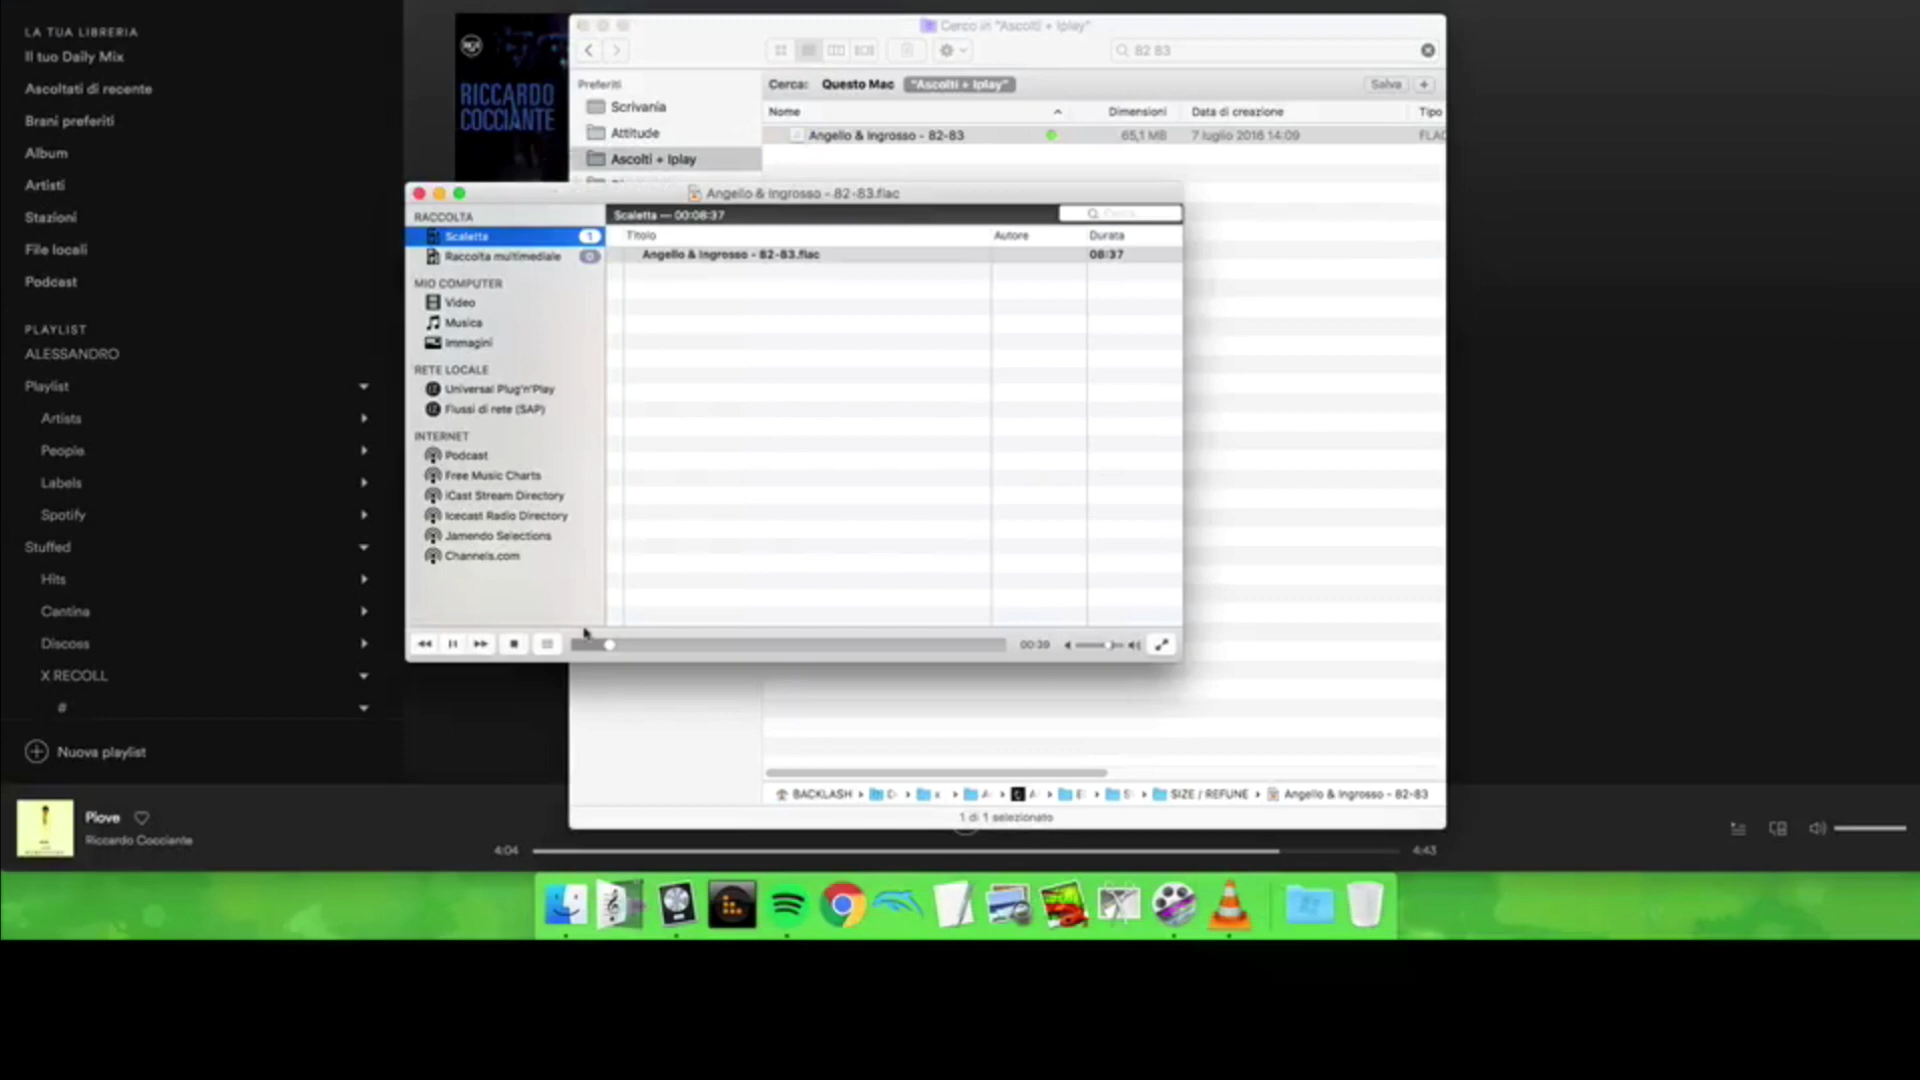 LA TUA LIBRERIA
Il tuo Daily Mix
Ascoltati di recente
Brani preferiti
Album
Artisti
Stazioni
File locali
Podcast
PLAYLIST
ALESSANDRO
Playlist
Artists
People
Labels
Spotify
Stuffed
Hits
Cantina
Discoss
X RECOLL
#
Nuova playlist
Piove
Riccardo Cocciante
4:04
4:43
RICCARDO
COCCIANTE
Cerco in "Ascolti + Iplay"
82 83
Preferiti
Scrivania
Attitude
Ascolti + Iplay
Cerca: Questo Mac "Ascolti + Iplay" Salva +
Nome Dimensioni Data di creazione Tipo
Angello & Ingrosso - 82-83 65,1 MB 7 luglio 2016 14:09 FLAC
Angello & Ingrosso - 82-83.flac
RACCOLTA
Scaletta 1
Raccolta multimediale 0
MIO COMPUTER
Video
Musica
Immagini
RETE LOCALE
Universal Plug'n'Play
Flussi di rete (SAP)
INTERNET
Podcast
Free Music Charts
iCast Stream Directory
Icecast Radio Directory
Jamendo Selections
Channels.com
Scaletta — 00:08:37 Cerca
Titolo Autore Durata
Angello & Ingrosso - 82-83.flac 08:37
00:39
BACKLASH SIZE / REFUNE Angello & Ingrosso - 82-83
1 di 1 selezionato